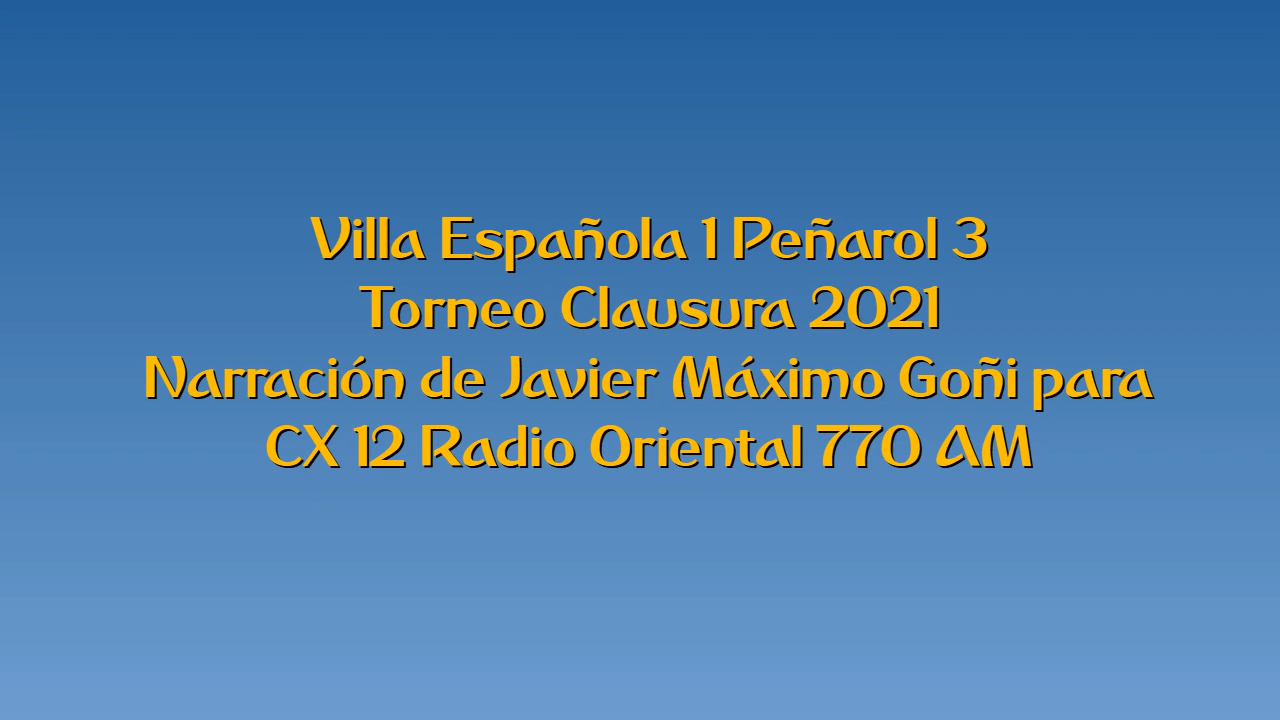 Villa Española 1 Peñarol 3
Torneo Clausura 2021
Narración de Javier Máximo Goñi para
CX 12 Radio Oriental 770 AM